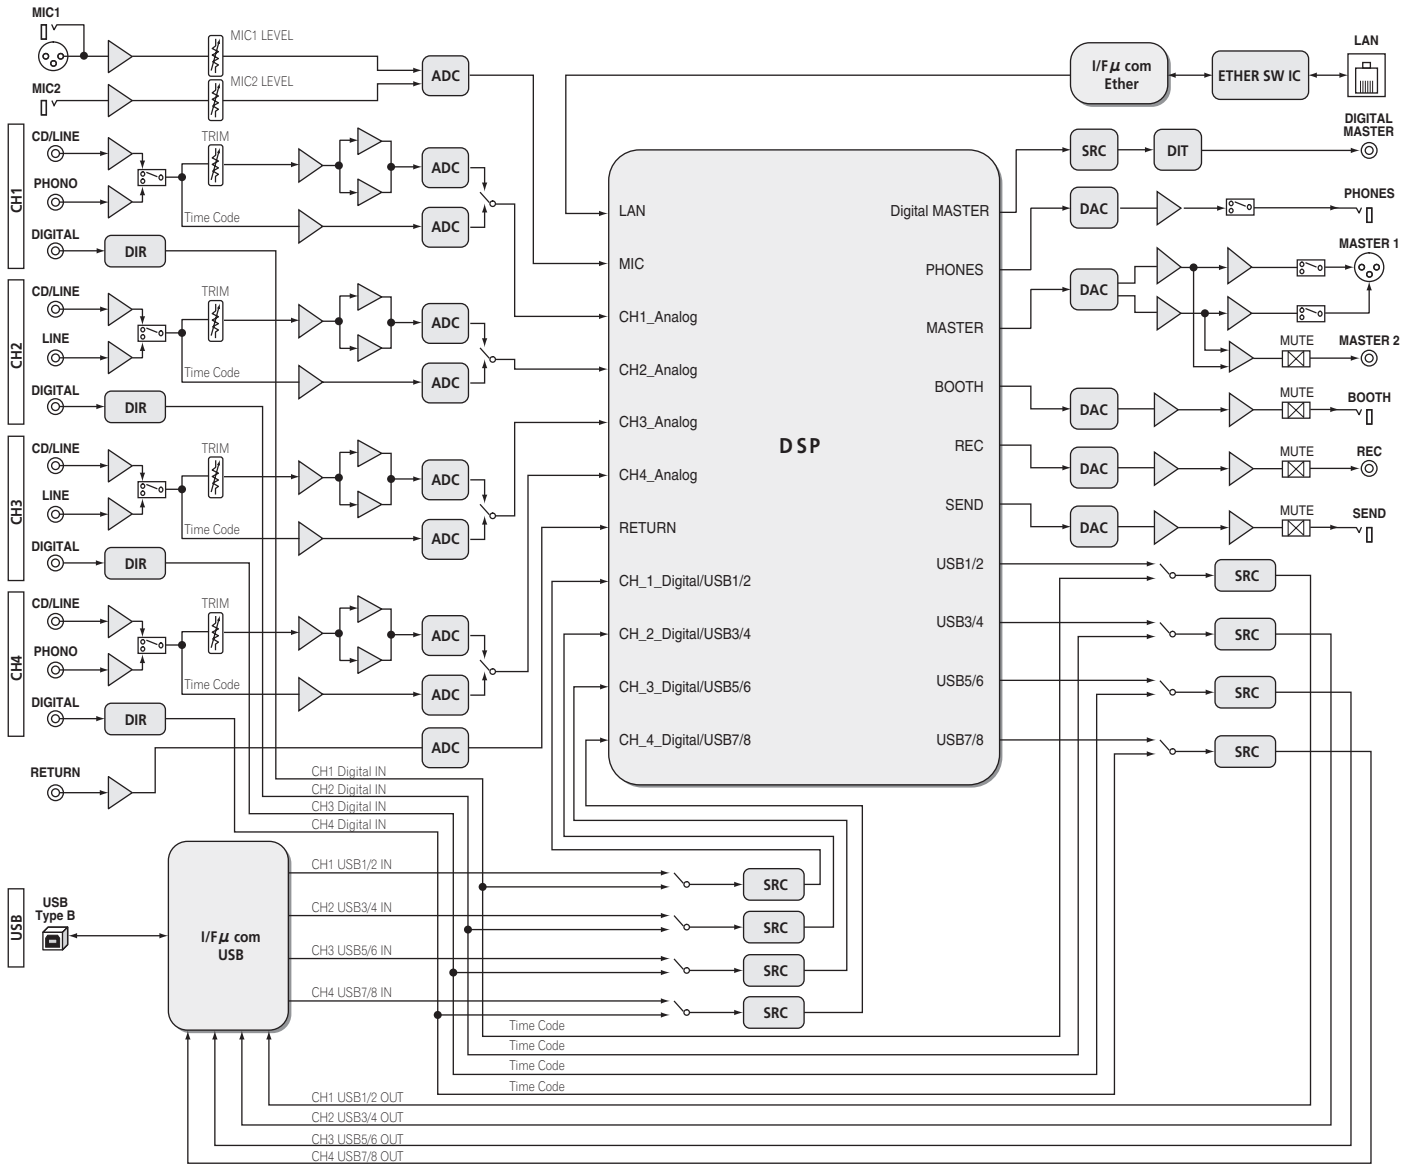 MIC1
MIC1 LEVEL
MIC2 LEVEL
MIC2
ADC
I/Fμ com
Ether
ETHER SW IC
LAN
CH1
CD/LINE
TRIM
ADC
PHONO
Time Code
ADC
DIGITAL
DIR
CH2
CD/LINE
TRIM
ADC
LINE
Time Code
ADC
DIGITAL
DIR
CH3
CD/LINE
TRIM
ADC
LINE
Time Code
ADC
DIGITAL
DIR
CH4
CD/LINE
TRIM
ADC
PHONO
Time Code
ADC
DIGITAL
DIR
ADC
RETURN
DSP
LAN
MIC
CH1_Analog
CH2_Analog
CH3_Analog
CH4_Analog
RETURN
CH_1_Digital/USB1/2
CH_2_Digital/USB3/4
CH_3_Digital/USB5/6
CH_4_Digital/USB7/8
Digital MASTER
PHONES
MASTER
BOOTH
REC
SEND
USB1/2
USB3/4
USB5/6
USB7/8
SRC
DIT
DIGITAL
MASTER
DAC
PHONES
DAC
MASTER 1
MUTE
MASTER 2
DAC
MUTE
BOOTH
DAC
MUTE
REC
DAC
MUTE
SEND
SRC
SRC
SRC
SRC
CH1 Digital IN
CH2 Digital IN
CH3 Digital IN
CH4 Digital IN
USB
USB
Type B
I/Fμ com
USB
CH1 USB1/2 IN
CH2 USB3/4 IN
CH3 USB5/6 IN
CH4 USB7/8 IN
SRC
SRC
SRC
SRC
Time Code
Time Code
Time Code
Time Code
CH1 USB1/2 OUT
CH2 USB3/4 OUT
CH3 USB5/6 OUT
CH4 USB7/8 OUT